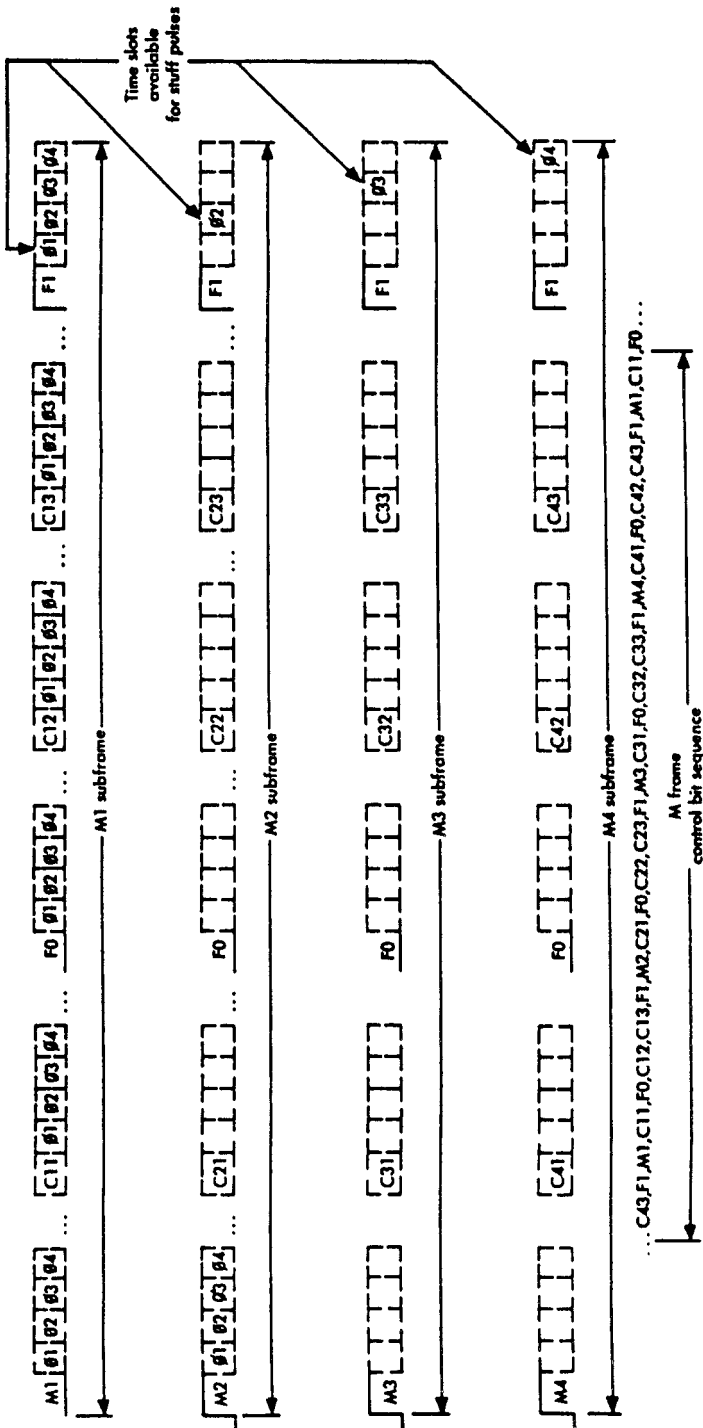 Time slots
available
for stuff pulses
M1 Ø1 Ø2 Ø3 Ø4 ... C11 Ø1 Ø2 Ø3 Ø4 ... F0 Ø1 Ø2 Ø3 Ø4 ... C12 Ø1 Ø2 Ø3 Ø4 ... C13 Ø1 Ø2 Ø3 Ø4 ... F1 Ø1 Ø2 Ø3 Ø4
M1 subframe
M2 Ø1 Ø2 Ø3 Ø4 ... C21 ... F0 ... C22 ... C23 ... F1 Ø2
M2 subframe
M3 C31 F0 C32 C33 F1 Ø3
M3 subframe
M4 C41 F0 C42 C43 F1 Ø4
M4 subframe
....C43,F1,M1,C11,F0,C12,C13,F1,M2,C21,F0,C22,C23,F1,M3,C31,F0,C32,C33,F1,M4,C41,F0,C42,C43,F1,M1,C11,F0...
M frame
control bit sequence